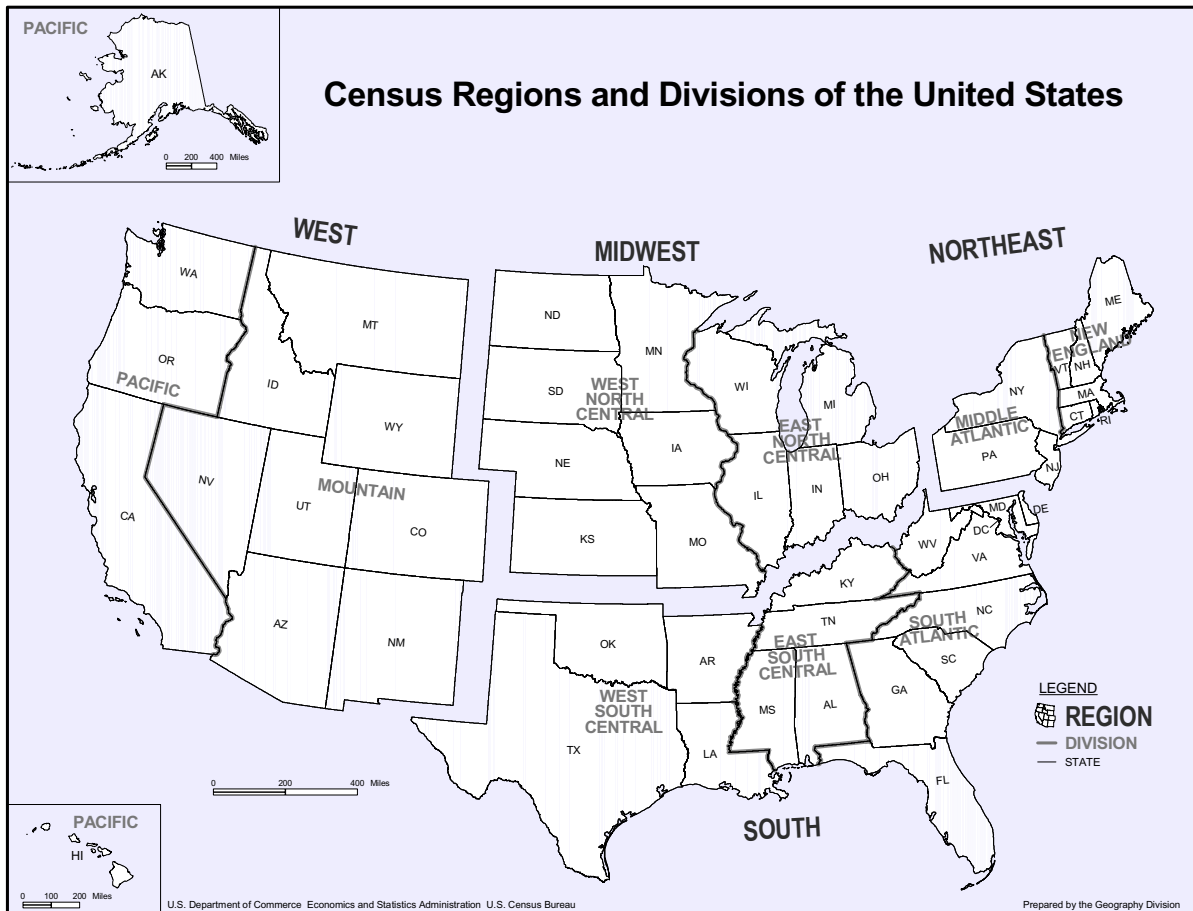 PACIFIC
AK
0 200 400 Miles
Census Regions and Divisions of the United States
WEST
MIDWEST
NORTHEAST
WA
MT
OR
ID
PACIFIC
WY
NV
UT
MOUNTAIN
CO
CA
AZ
NM
ND
MN
SD
WEST
NORTH
CENTRAL
NE
IA
KS
MO
WI
MI
EAST
NORTH
CENTRAL
IL
IN
OH
ME
NEW
ENGLAND
VT
NH
NY
MA
CT
RI
MIDDLE
ATLANTIC
PA
NJ
MD
DE
DC
WV
VA
KY
NC
TN
SOUTH
ATLANTIC
SC
EAST
SOUTH
CENTRAL
MS
AL
GA
FL
OK
AR
WEST
SOUTH
CENTRAL
TX
LA
SOUTH
LEGEND
REGION
DIVISION
STATE
0 200 400 Miles
PACIFIC
HI
0 100 200 Miles
U.S. Department of Commerce Economics and Statistics Administration U.S. Census Bureau
Prepared by the Geography Division